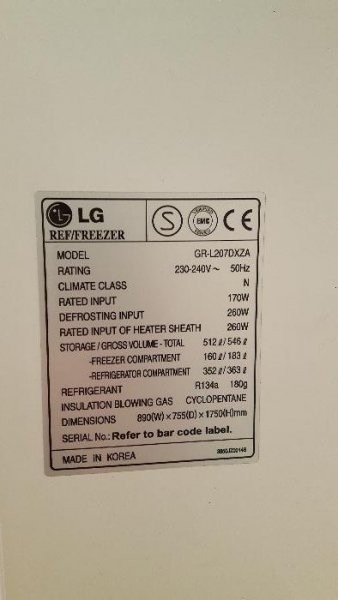 LG
REF/FREEZER
S
EMC
CE
MODEL GR-L207DXZA
RATING 230-240V~ 50Hz
CLIMATE CLASS N
RATED INPUT 170W
DEFROSTING INPUT 260W
RATED INPUT OF HEATER SHEATH 260W
STORAGE / GROSS VOLUME - TOTAL 512 ℓ / 546 ℓ
-FREEZER COMPARTMENT 160 ℓ / 183 ℓ
-REFRIGERATOR COMPARTMENT 352 ℓ / 363 ℓ
REFRIGERANT R134a 180g
INSULATION BLOWING GAS CYCLOPENTANE
DIMENSIONS 890(W)×755(D)×1750(H)mm
SERIAL No.: Refer to bar code label.
MADE IN KOREA